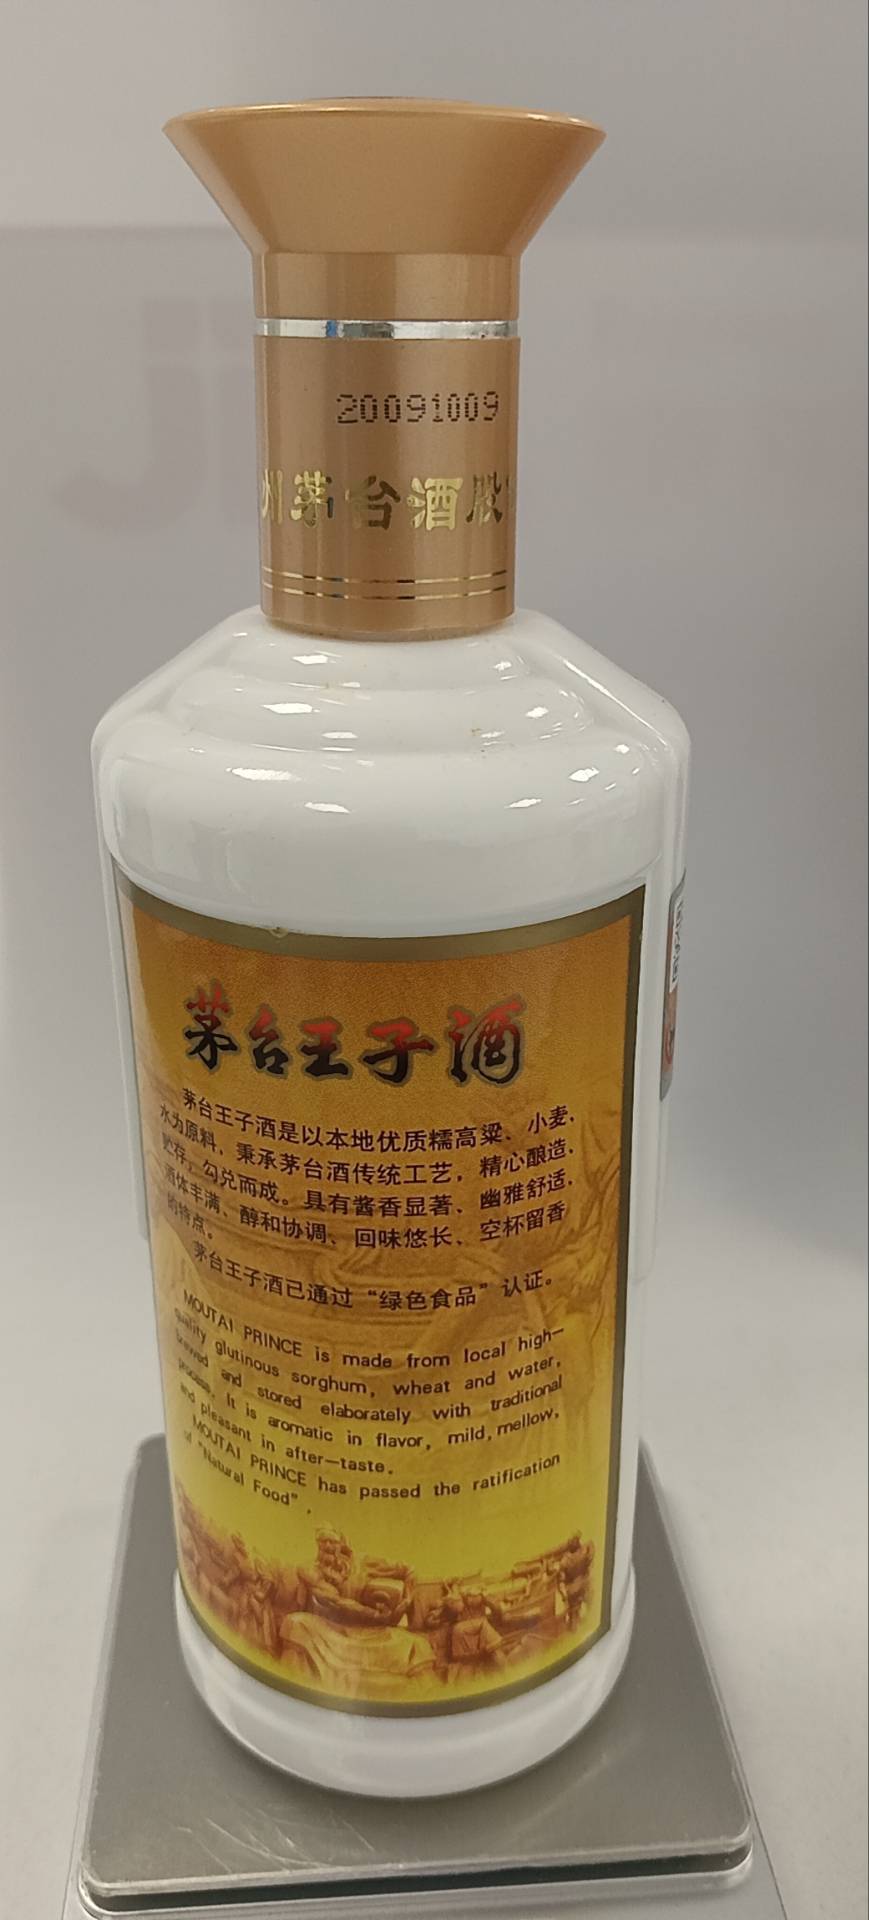 20091009
州茅台酒股
茅台王子酒
茅台王子酒是以本地优质糯高粱、小麦、
水为原料，秉承茅台酒传统工艺，精心酿造、
贮存，勾兑而成。具有酱香显著、幽雅舒适，
酒体丰满、醇和协调、回味悠长、空杯留香
的特点。
茅台王子酒已通过“绿色食品”认证。
MOUTAI PRINCE is made from local high-
quality glutinous sorghum, wheat and water,
brewed and stored elaborately with traditional
process. It is aromatic in flavor, mild, mellow,
and pleasant in after-taste.
MOUTAI PRINCE has passed the ratification
of "Natural Food".